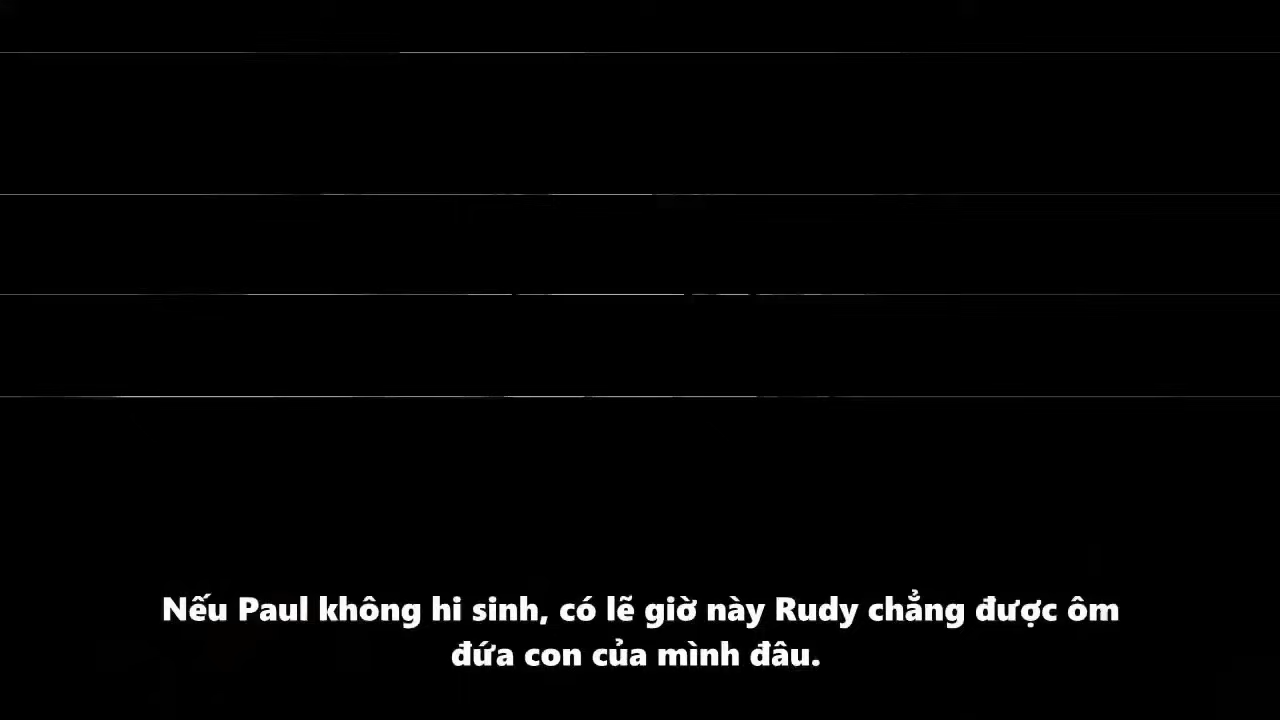 Nếu Paul không hi sinh, có lẽ giờ này Rudy chẳng được ôm
đứa con của mình đâu.